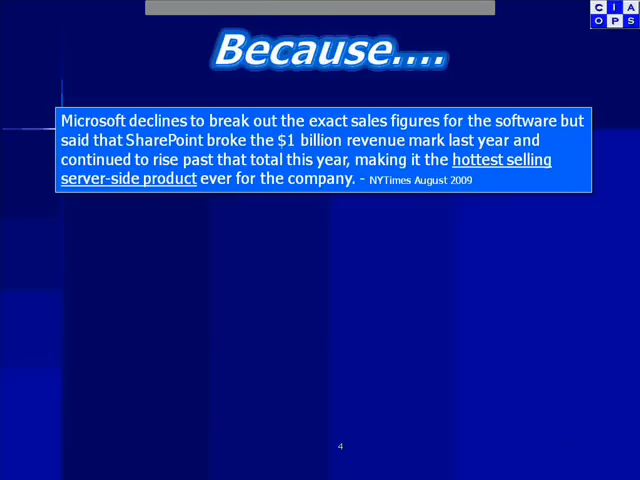 CIA
OPS
Because....
Microsoft declines to break out the exact sales figures for the software but
said that SharePoint broke the $1 billion revenue mark last year and
continued to rise past that total this year, making it the hottest selling
server-side product ever for the company. - NYTimes August 2009
4